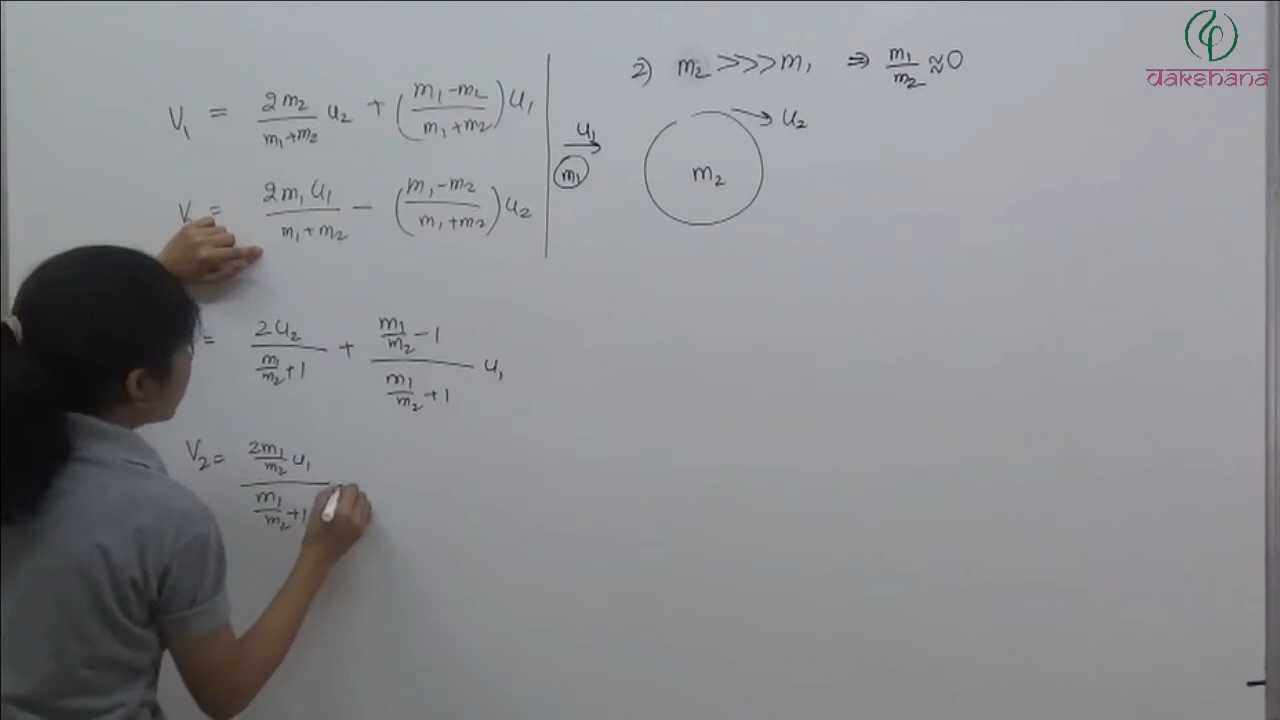 V₁ = 2m₂/(m₁+m₂) u₂ + ((m₁-m₂)/(m₁+m₂)) u₁
V = 2m₁u₁/(m₁+m₂) - ((m₁-m₂)/(m₁+m₂)) u₂
= 2u₂/(m₁/m₂+1) + (m₁/m₂-1)/(m₁/m₂+1) u₁
V₂ = (2m₁/m₂ u₁)/(m₁/m₂+1
2) m₂ >>> m₁ ⇒ m₁/m₂ ≈ 0
u₁
m₁
u₂
m₂
dakshana